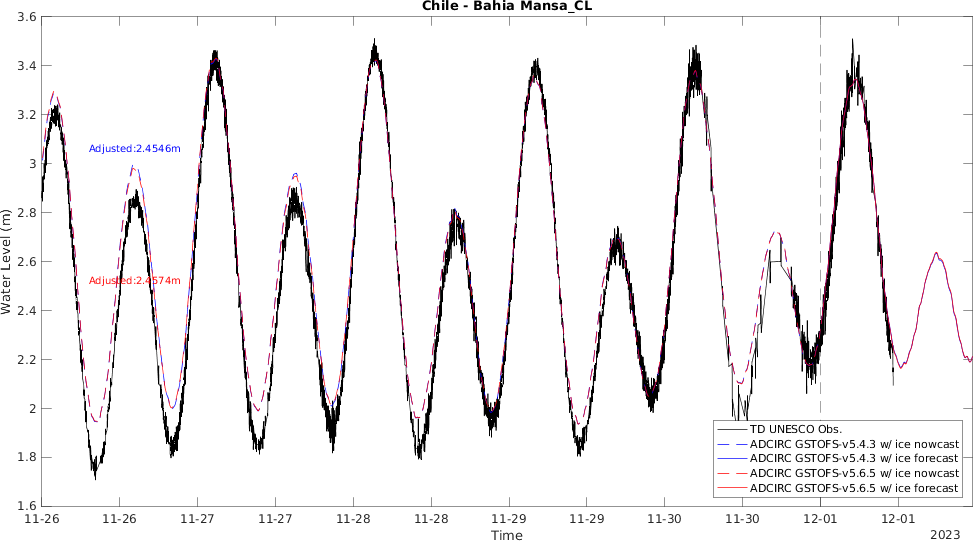 Chile - Bahia Mansa_CL
3.6
3.4
3.2
3
2.8
2.6
2.4
2.2
2
1.8
1.6
Water Level (m)
Adjusted:2.4546m
Adjusted:2.4574m
TD UNESCO Obs.
ADCIRC GSTOFS-v5.4.3 w/ ice nowcast
ADCIRC GSTOFS-v5.4.3 w/ ice forecast
ADCIRC GSTOFS-v5.6.5 w/ ice nowcast
ADCIRC GSTOFS-v5.6.5 w/ ice forecast
11-26 11-26 11-27 11-27 11-28 11-28 11-29 11-29 11-30 11-30 12-01 12-01
Time
2023